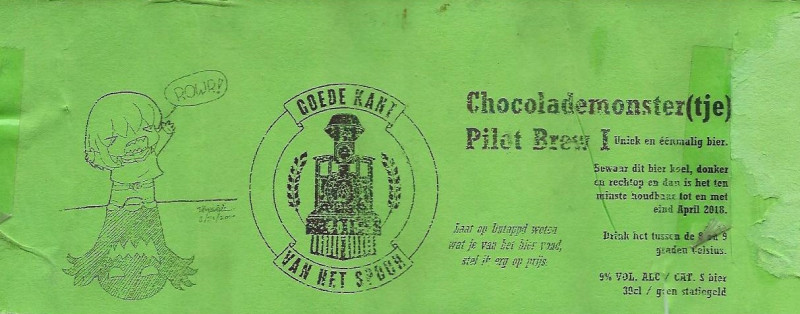 ROWR!
GOEDE KANT
VAN HET SPOOR
Chocolademonster(tje)
Pilot Brew I Uniek en éénmalig bier.
Bewaar dit bier koel, donker
en rechtop en dan is het ten
minste houdbaar tot en met
eind April 2018.
Laat op Untappd weten
wat je van het bier vond,
stel ik erg op prijs.
Drink het tussen de 8 en 9
graden Celsius.
9% VOL. ALC / CAT. S bier
33cl / geen statiegeld